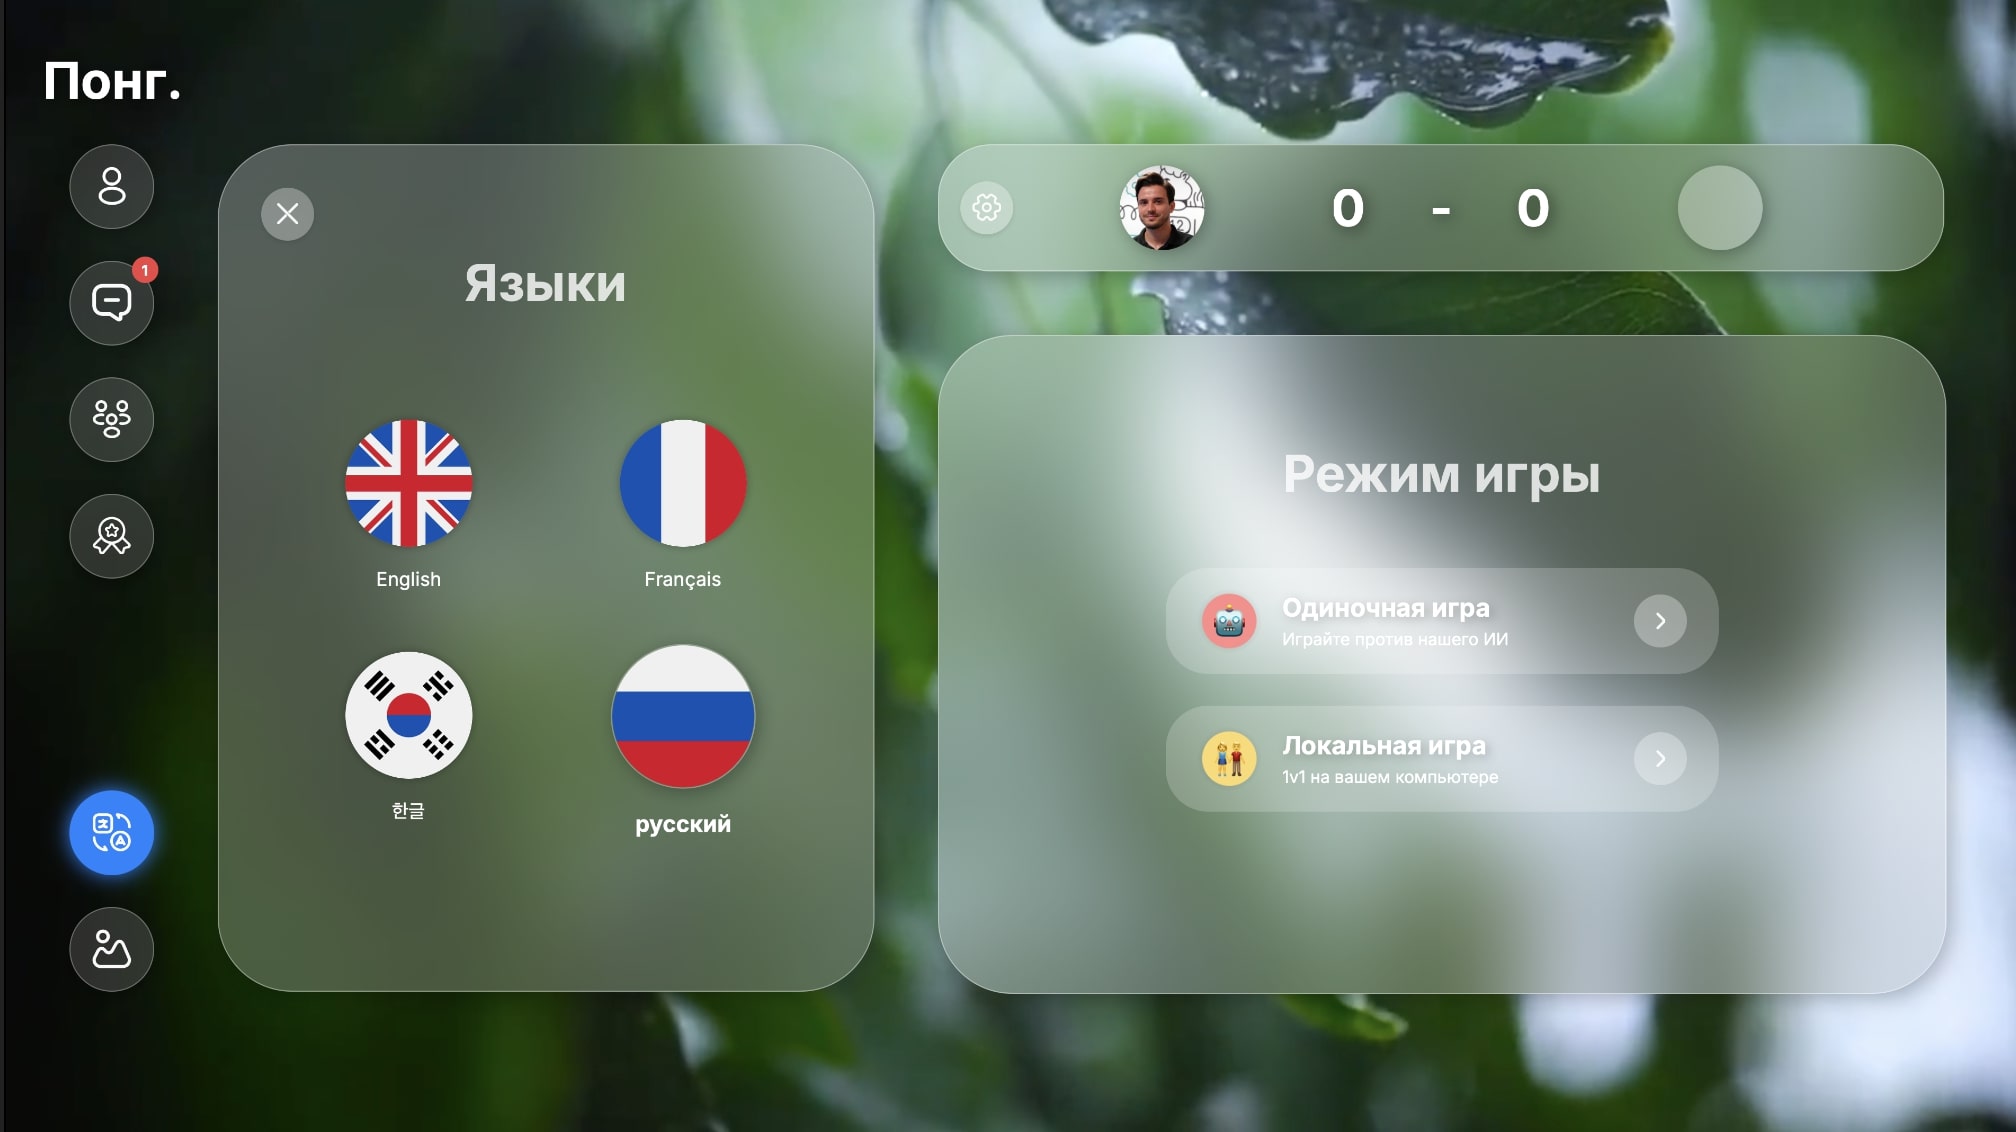 Понг.
1
Языки
English
Français
한글
русский
0 - 0
Режим игры
Одиночная игра
Играйте против нашего ИИ
Локальная игра
1v1 на вашем компьютере